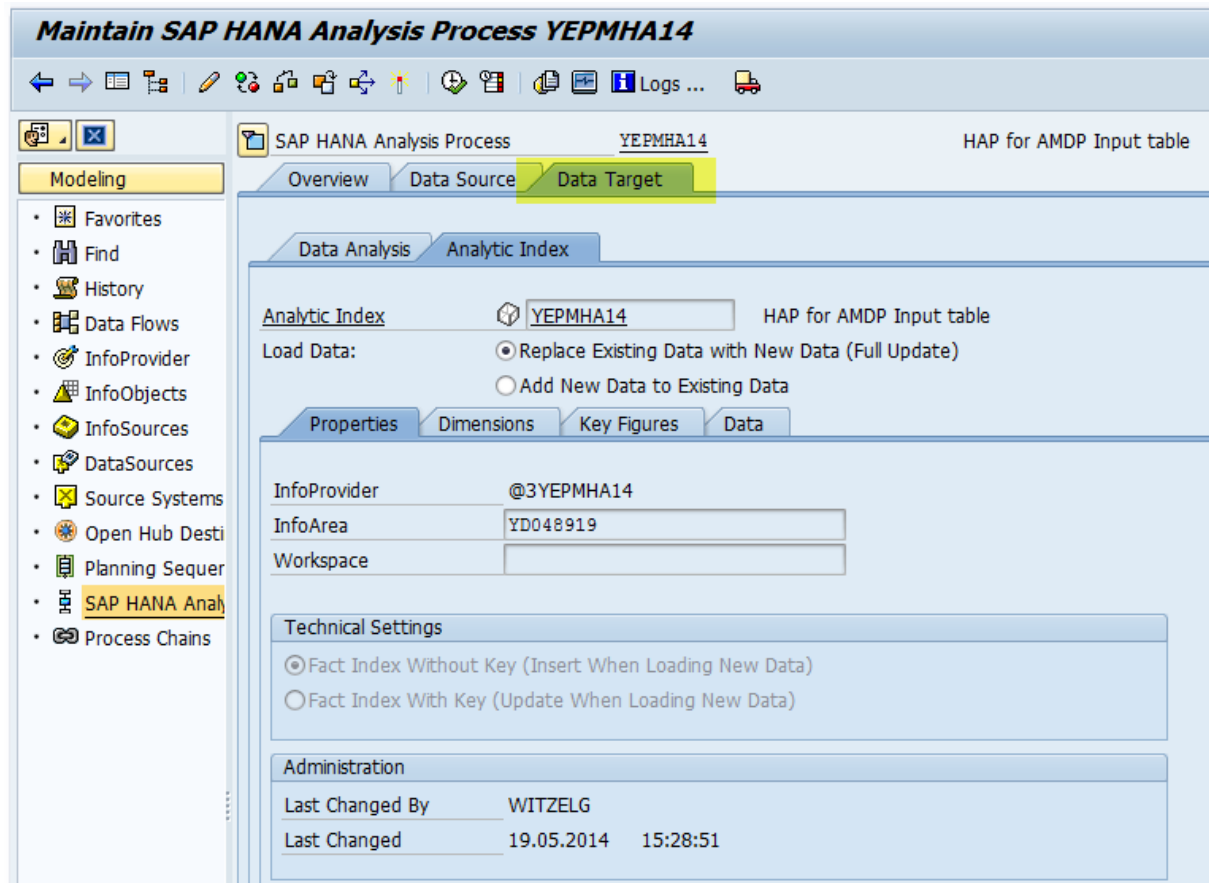 Maintain SAP HANA Analysis Process YEPMHA14
Logs ...
SAP HANA Analysis Process YEPMHA14 HAP for AMDP Input table
Modeling
Favorites
Find
History
Data Flows
InfoProvider
InfoObjects
InfoSources
DataSources
Source Systems
Open Hub Desti
Planning Sequer
SAP HANA Analy
Process Chains
Overview Data Source Data Target
Data Analysis Analytic Index
Analytic Index YEPMHA14 HAP for AMDP Input table
Load Data: Replace Existing Data with New Data (Full Update)
Add New Data to Existing Data
Properties Dimensions Key Figures Data
InfoProvider @3YEPMHA14
InfoArea YD048919
Workspace
Technical Settings
Fact Index Without Key (Insert When Loading New Data)
Fact Index With Key (Update When Loading New Data)
Administration
Last Changed By WITZELG
Last Changed 19.05.2014 15:28:51